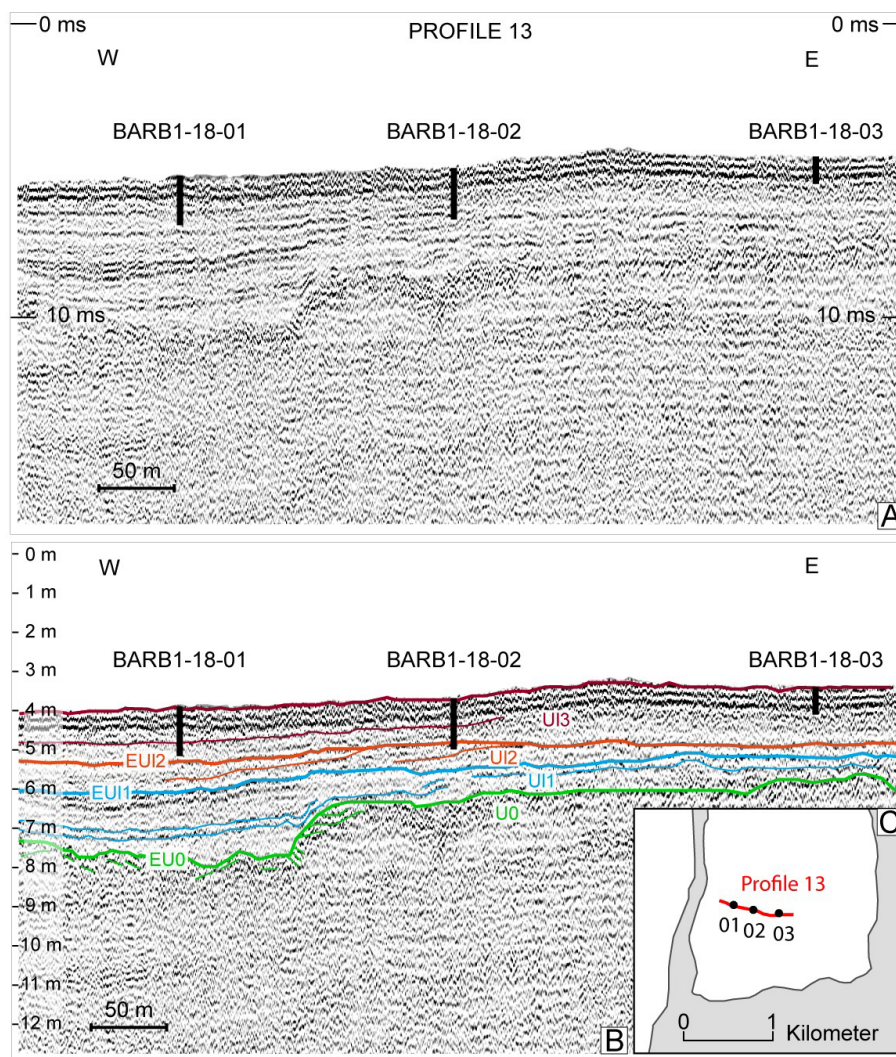 0 ms
PROFILE 13
0 ms
W
E
BARB1-18-01
BARB1-18-02
BARB1-18-03
10 ms
10 ms
50 m
A
0 m
W
E
1 m
2 m
BARB1-18-01
BARB1-18-02
BARB1-18-03
3 m
4 m
UI3
5 m
EUI2
UI2
6 m
EUI1
UI1
U0
7 m
EU0
8 m
C
9 m
Profile 13
10 m
01
02
03
11 m
12 m
50 m
B
0
1
Kilometer